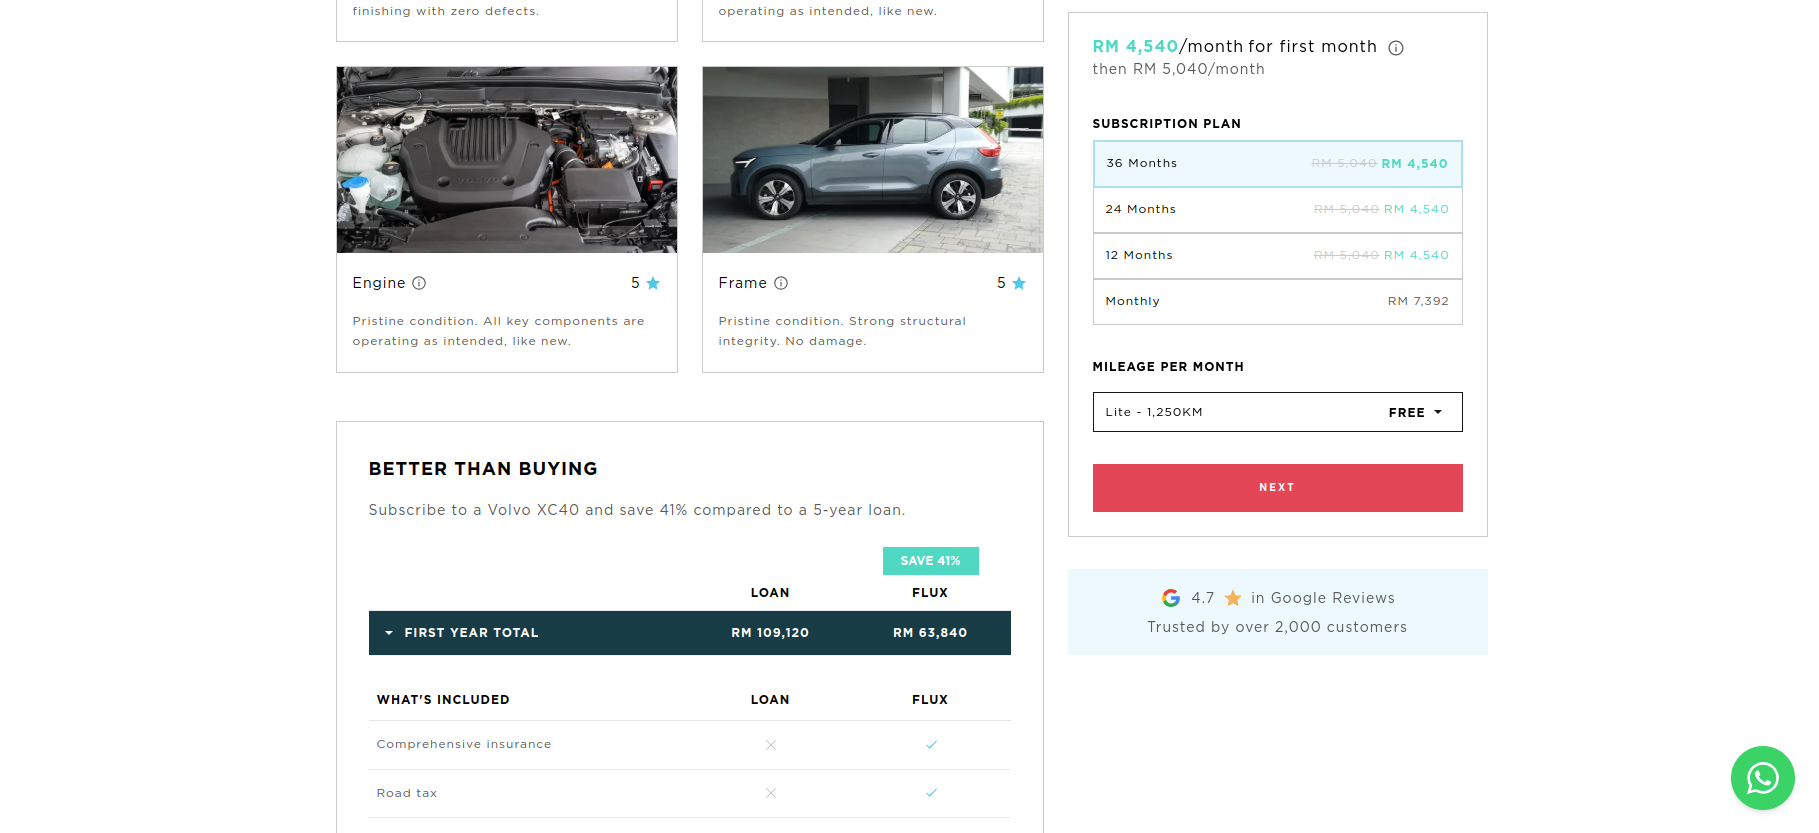 finishing with zero defects.
operating as intended, like new.
VOLVO
Engine 5
Pristine condition. All key components are
operating as intended, like new.
Frame 5
Pristine condition. Strong structural
integrity. No damage.
BETTER THAN BUYING
Subscribe to a Volvo XC40 and save 41% compared to a 5-year loan.
SAVE 41%
LOAN FLUX
FIRST YEAR TOTAL RM 109,120 RM 63,840
WHAT'S INCLUDED LOAN FLUX
Comprehensive insurance
Road tax
RM 4,540/month for first month
then RM 5,040/month
SUBSCRIPTION PLAN
36 Months RM 5,040 RM 4,540
24 Months RM 5,040 RM 4,540
12 Months RM 5,040 RM 4,540
Monthly RM 7,392
MILEAGE PER MONTH
Lite - 1,250KM FREE
NEXT
4.7 in Google Reviews
Trusted by over 2,000 customers